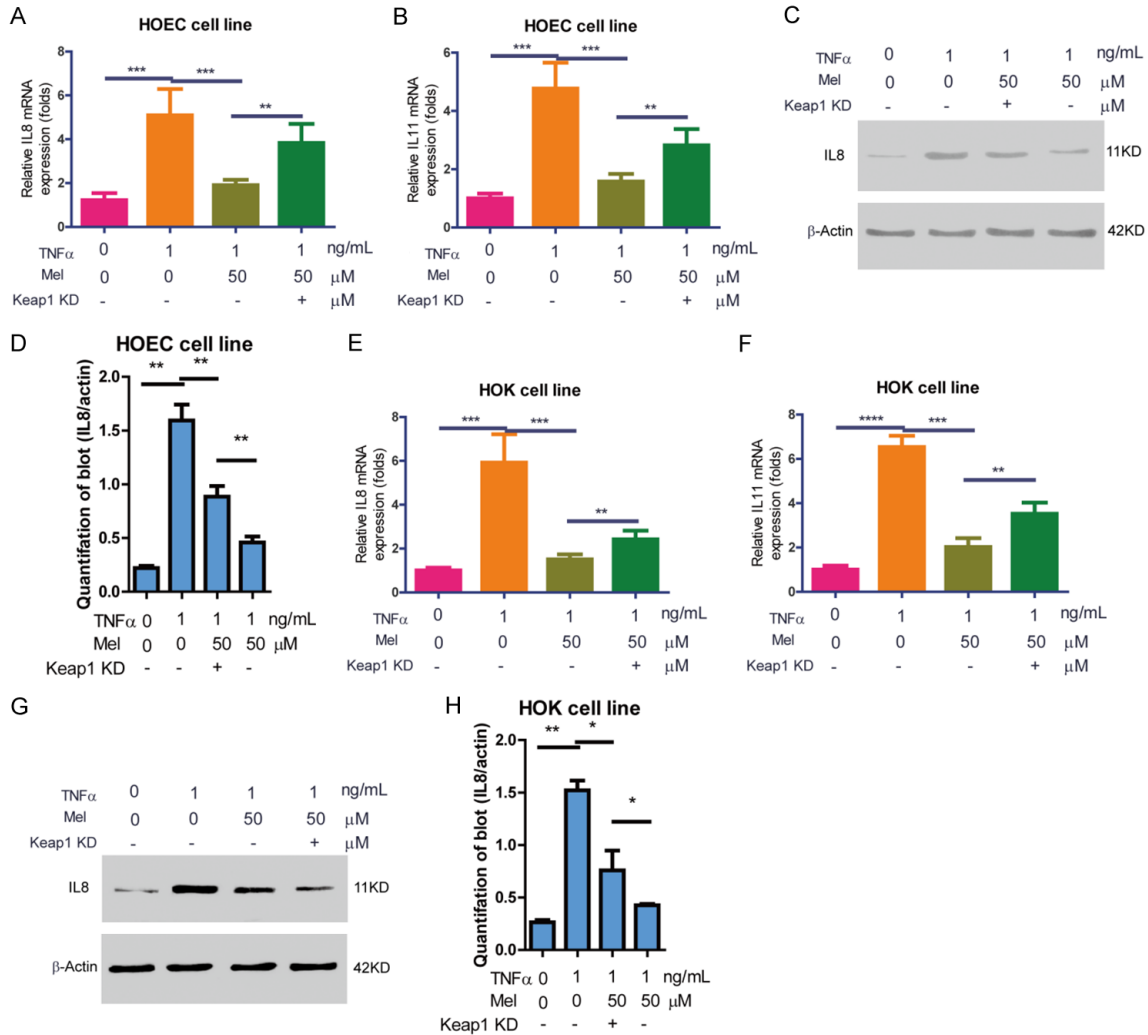 A
HOEC cell line
Relative IL8 mRNA
expression (folds)
8
6
4
2
0
*** *** **
TNFα 0 1 1 1 ng/mL
Mel 0 0 50 50 μM
Keap1 KD - - - + μM
B
HOEC cell line
Relative IL11 mRNA
expression (folds)
6
4
2
0
*** *** **
TNFα 0 1 1 1 ng/mL
Mel 0 0 50 50 μM
Keap1 KD - - - + μM
C
TNFα 0 1 1 1 ng/mL
Mel 0 0 50 50 μM
Keap1 KD - - + - μM
IL8 11KD
β-Actin 42KD
D
HOEC cell line
Quantifation of blot (IL8/actin)
2.0
1.5
1.0
0.5
0.0
** ** **
TNFα 0 1 1 1 ng/mL
Mel 0 0 50 50 μM
Keap1 KD - - + -
E
HOK cell line
Relative IL8 mRNA
expression (folds)
8
6
4
2
0
*** *** **
TNFα 0 1 1 1 ng/mL
Mel 0 0 50 50 μM
Keap1 KD - - - + μM
F
HOK cell line
Relative IL11 mRNA
expression (folds)
8
6
4
2
0
**** *** **
TNFα 0 1 1 1 ng/mL
Mel 0 0 50 50 μM
Keap1 KD - - - + μM
G
TNFα 0 1 1 1 ng/mL
Mel 0 0 50 50 μM
Keap1 KD - - - + μM
IL8 11KD
β-Actin 42KD
H
HOK cell line
Quantifation of blot (IL8/actin)
2.0
1.5
1.0
0.5
0.0
** * *
TNFα 0 1 1 1 ng/mL
Mel 0 0 50 50 μM
Keap1 KD - - + -